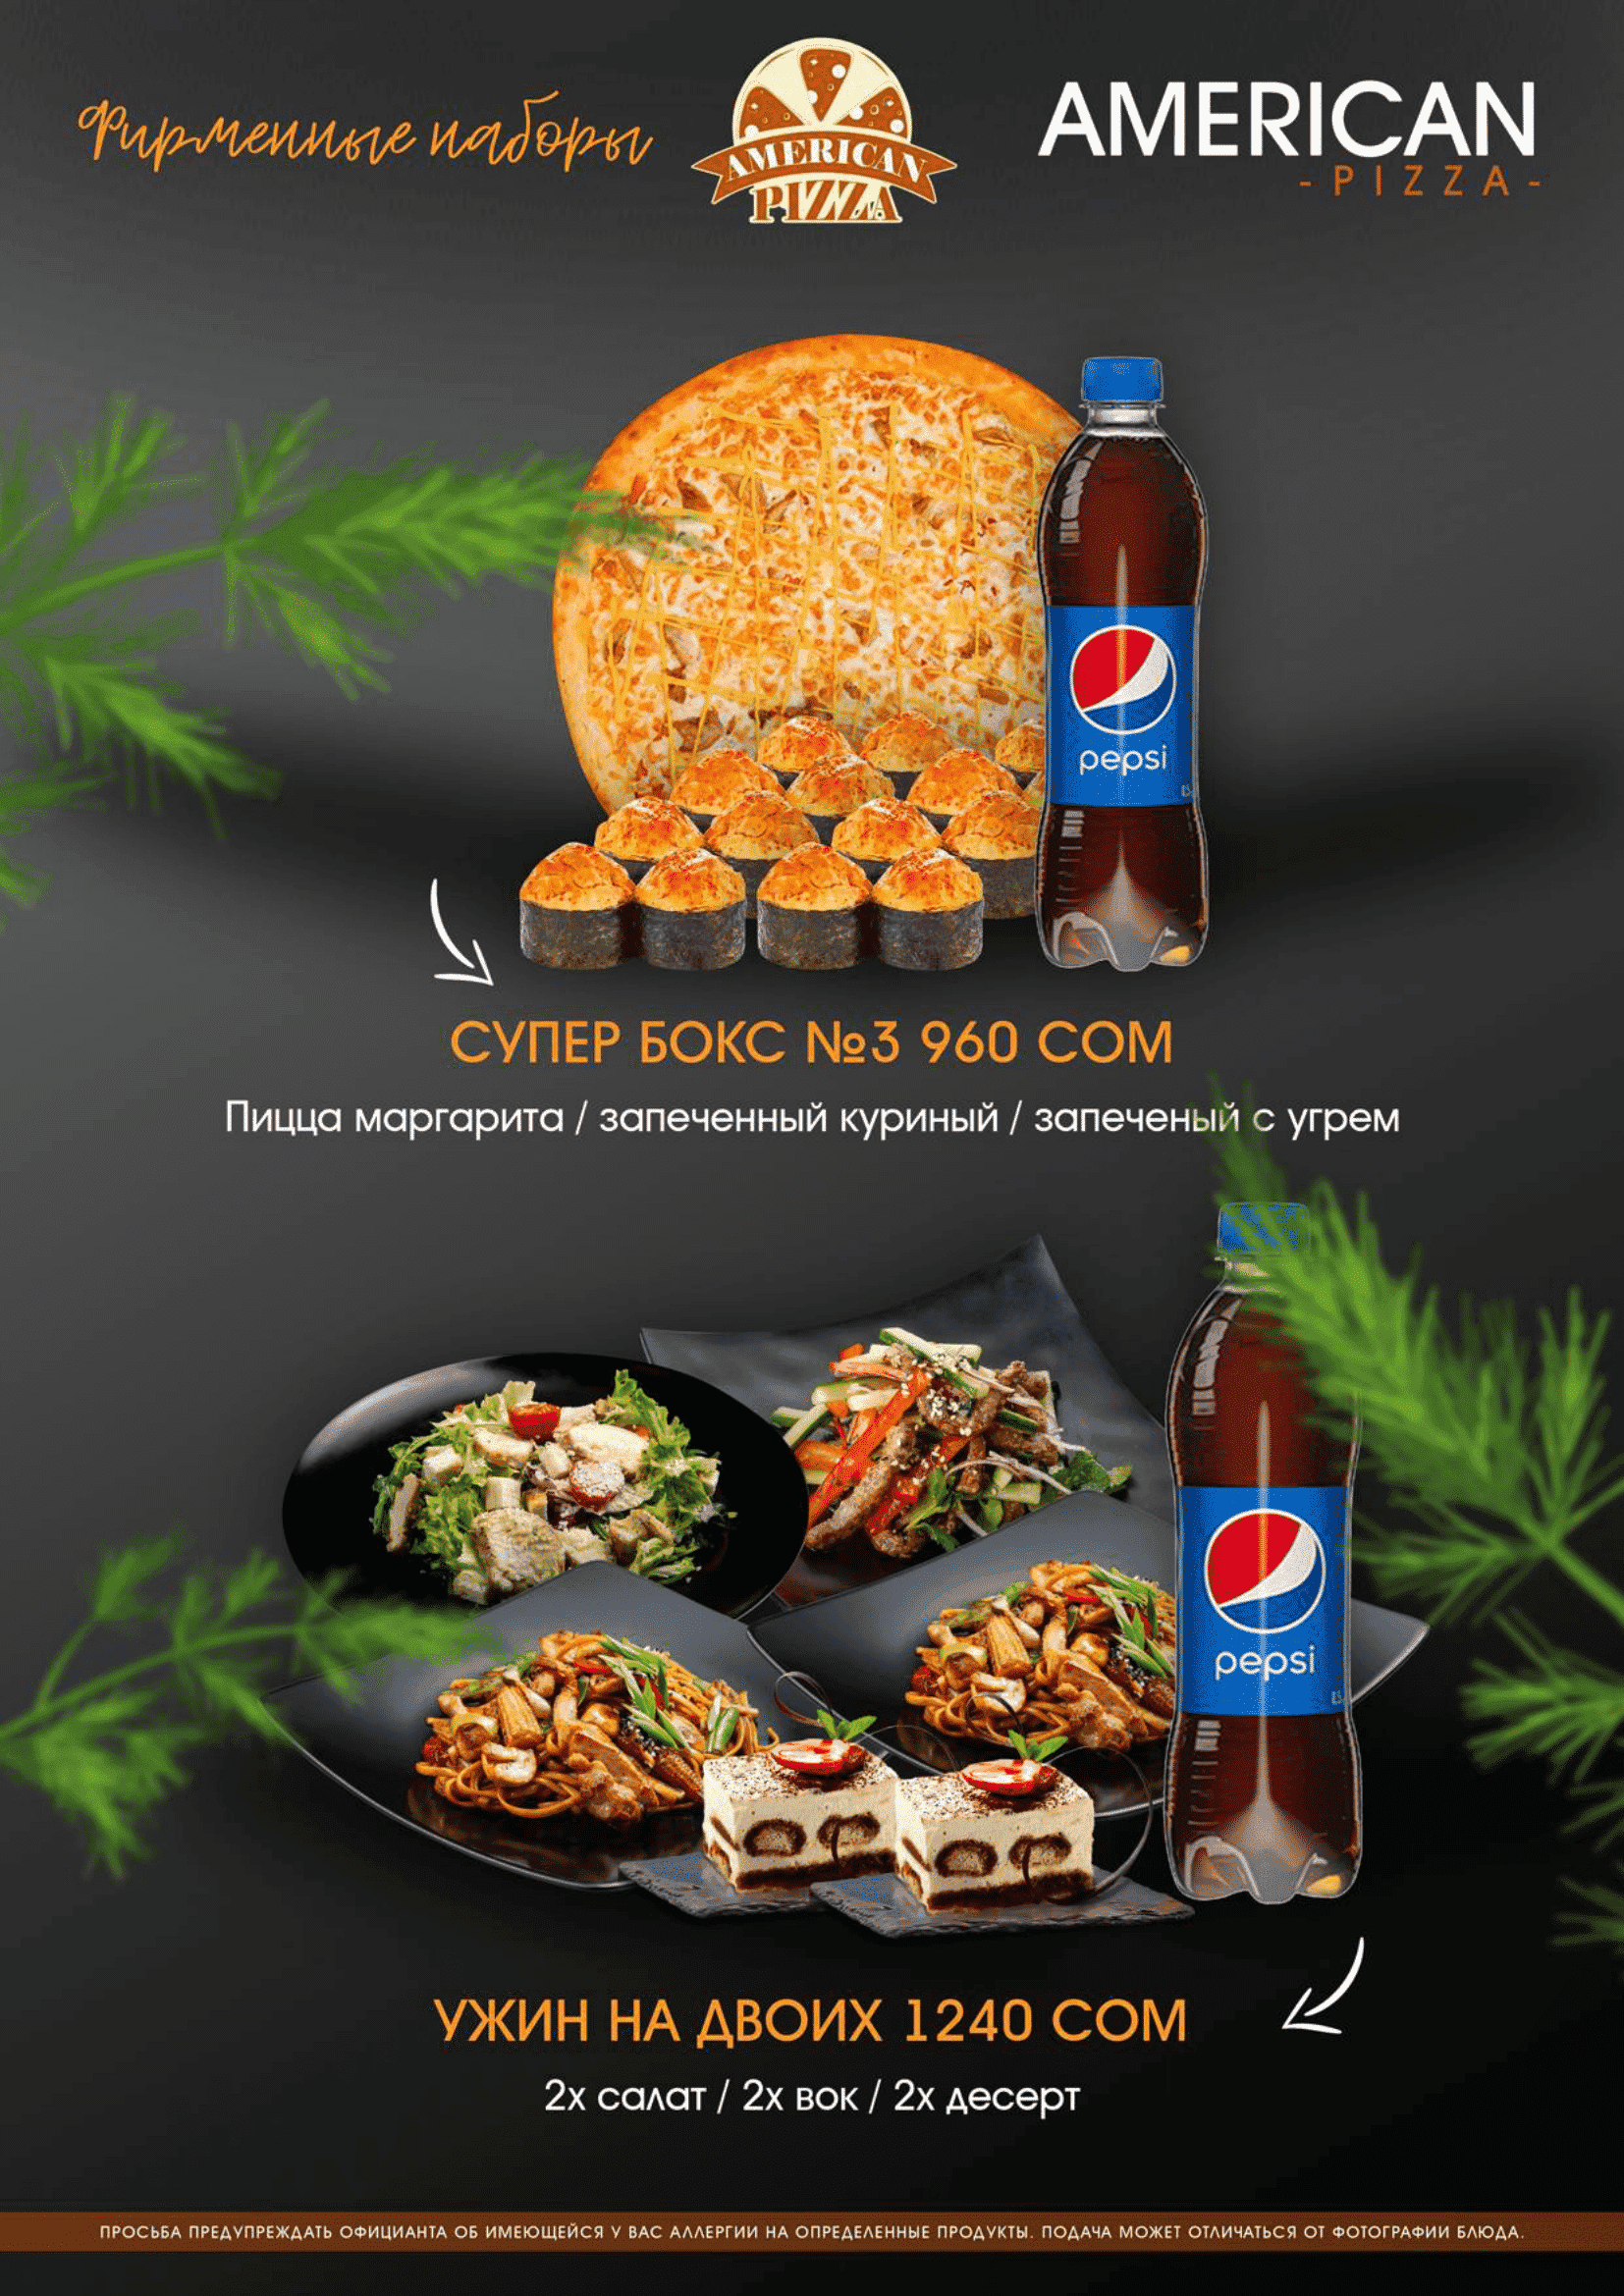 Фирменные наборы
AMERICAN
PIZZA
AMERICAN
- PIZZA -
pepsi
СУПЕР БОКС №3 960 СОМ
Пицца маргарита / запеченный куриный / запеченый с угрем
pepsi
УЖИН НА ДВОИХ 1240 СОМ
2х салат / 2х вок / 2х десерт
ПРОСЬБА ПРЕДУПРЕЖДАТЬ ОФИЦИАНТА ОБ ИМЕЮЩЕЙСЯ У ВАС АЛЛЕРГИИ НА ОПРЕДЕЛЕННЫЕ ПРОДУКТЫ. ПОДАЧА МОЖЕТ ОТЛИЧАТЬСЯ ОТ ФОТОГРАФИИ БЛЮДА.